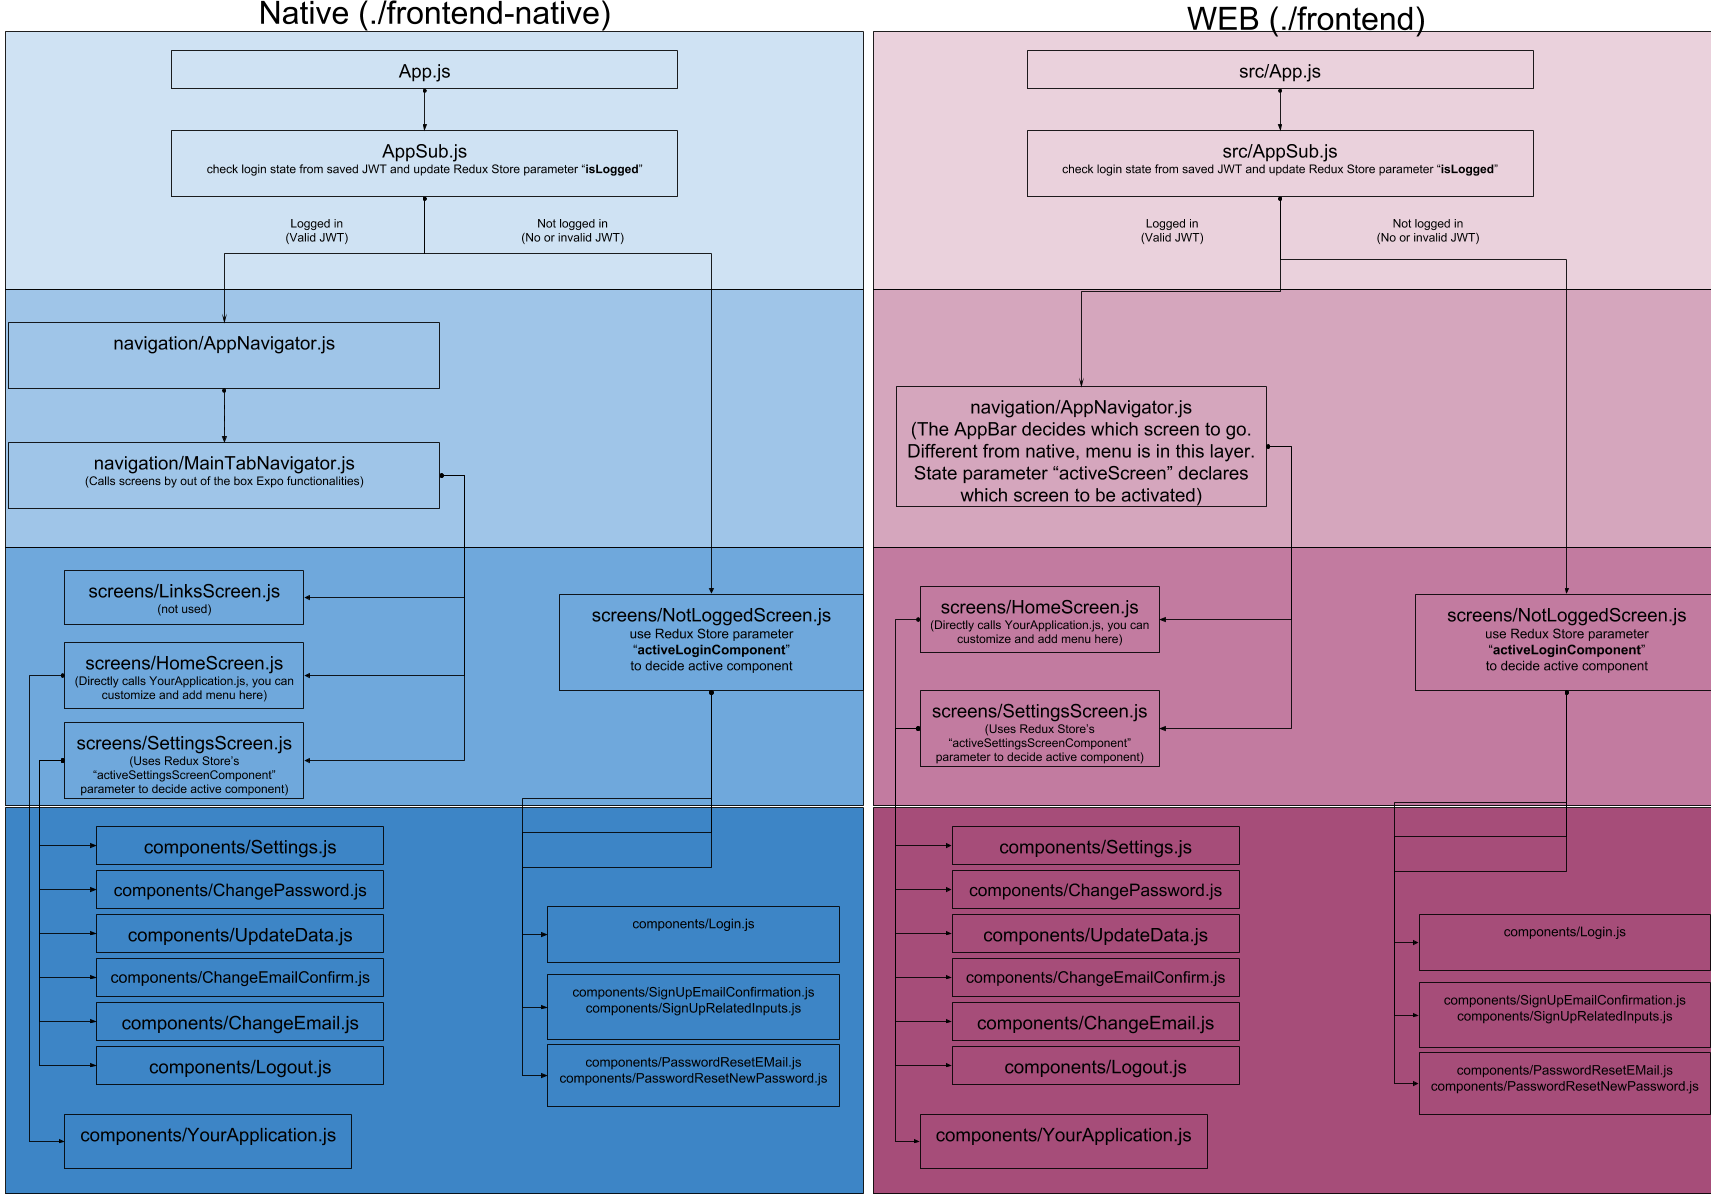 Native (./frontend-native)
App.js
AppSub.js
check login state from saved JWT and update Redux Store parameter “isLogged”
Logged in
(Valid JWT)
Not logged in
(No or invalid JWT)
navigation/AppNavigator.js
navigation/MainTabNavigator.js
(Calls screens by out of the box Expo functionalities)
screens/LinksScreen.js
(not used)
screens/HomeScreen.js
(Directly calls YourApplication.js, you can
customize and add menu here)
screens/SettingsScreen.js
(Uses Redux Store’s
“activeSettingsScreenComponent”
parameter to decide active component)
screens/NotLoggedScreen.js
use Redux Store parameter
“activeLoginComponent”
to decide active component
components/Settings.js
components/ChangePassword.js
components/UpdateData.js
components/ChangeEmailConfirm.js
components/ChangeEmail.js
components/Logout.js
components/YourApplication.js
components/Login.js
components/SignUpEmailConfirmation.js
components/SignUpRelatedInputs.js
components/PasswordResetEMail.js
components/PasswordResetNewPassword.js
WEB (./frontend)
src/App.js
src/AppSub.js
check login state from saved JWT and update Redux Store parameter “isLogged”
Logged in
(Valid JWT)
Not logged in
(No or invalid JWT)
navigation/AppNavigator.js
(The AppBar decides which screen to go.
Different from native, menu is in this layer.
State parameter “activeScreen” declares
which screen to be activated)
screens/HomeScreen.js
(Directly calls YourApplication.js, you can
customize and add menu here)
screens/SettingsScreen.js
(Uses Redux Store’s
“activeSettingsScreenComponent”
parameter to decide active component)
screens/NotLoggedScreen.js
use Redux Store parameter
“activeLoginComponent”
to decide active component
components/Settings.js
components/ChangePassword.js
components/UpdateData.js
components/ChangeEmailConfirm.js
components/ChangeEmail.js
components/Logout.js
components/YourApplication.js
components/Login.js
components/SignUpEmailConfirmation.js
components/SignUpRelatedInputs.js
components/PasswordResetEMail.js
components/PasswordResetNewPassword.js